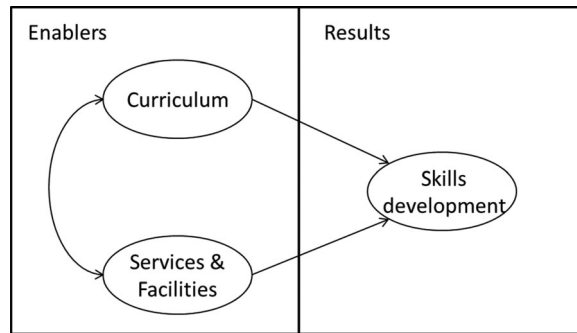 Enablers
Results
Curriculum
Skills
development
Services &
Facilities